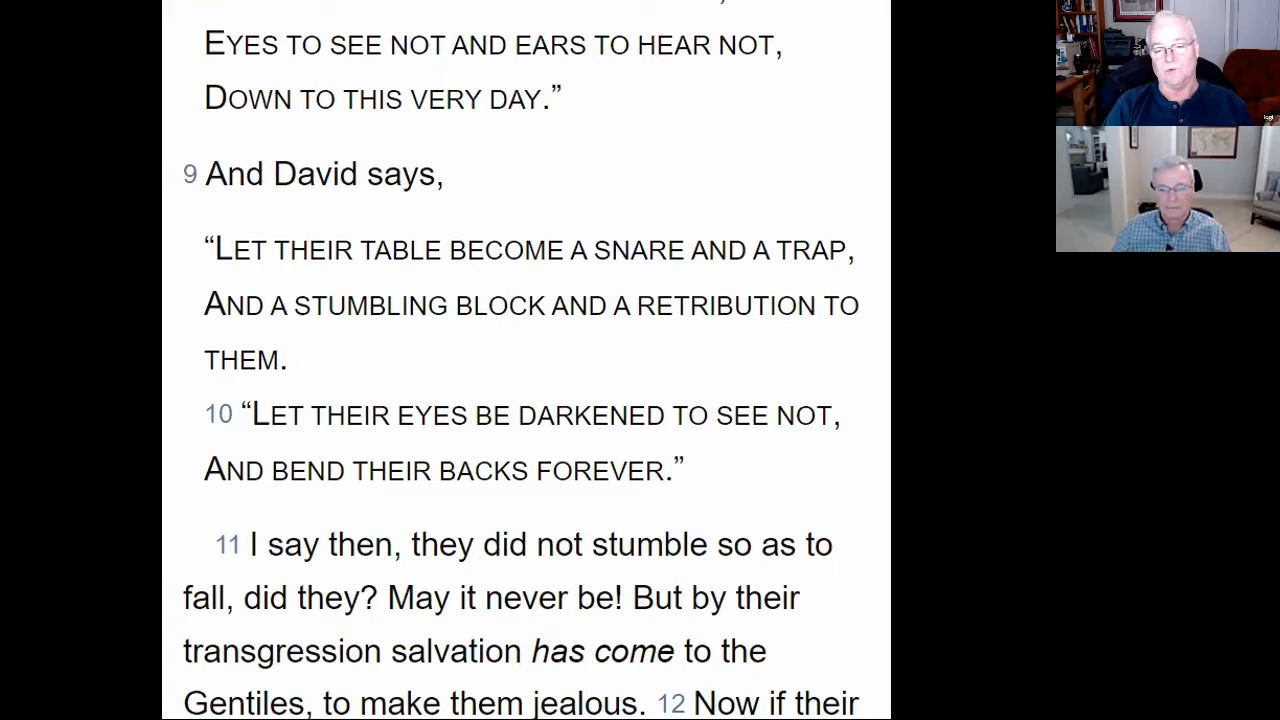 EYES TO SEE NOT AND EARS TO HEAR NOT,
DOWN TO THIS VERY DAY.”
9 And David says,
“LET THEIR TABLE BECOME A SNARE AND A TRAP,
AND A STUMBLING BLOCK AND A RETRIBUTION TO
THEM.
10 “LET THEIR EYES BE DARKENED TO SEE NOT,
AND BEND THEIR BACKS FOREVER.”
11 I say then, they did not stumble so as to
fall, did they? May it never be! But by their
transgression salvation has come to the
Gentiles, to make them jealous. 12 Now if their
logi